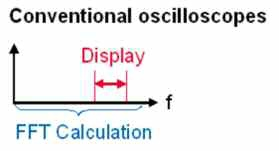 Conventional oscilloscopes
Display
f
FFT Calculation